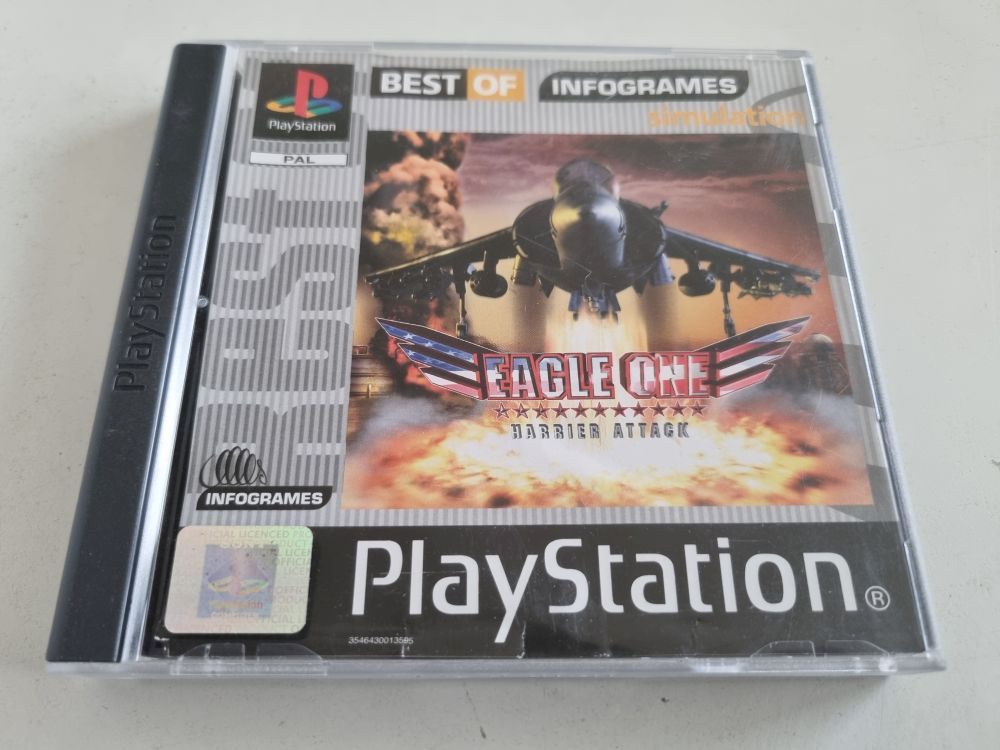 PlayStation
PlayStation
PAL
BEST OF INFOGRAMES
simulation
BEST
EAGLE ONE
HARRIER ATTACK
INFOGRAMES
PlayStation®
3546430013595